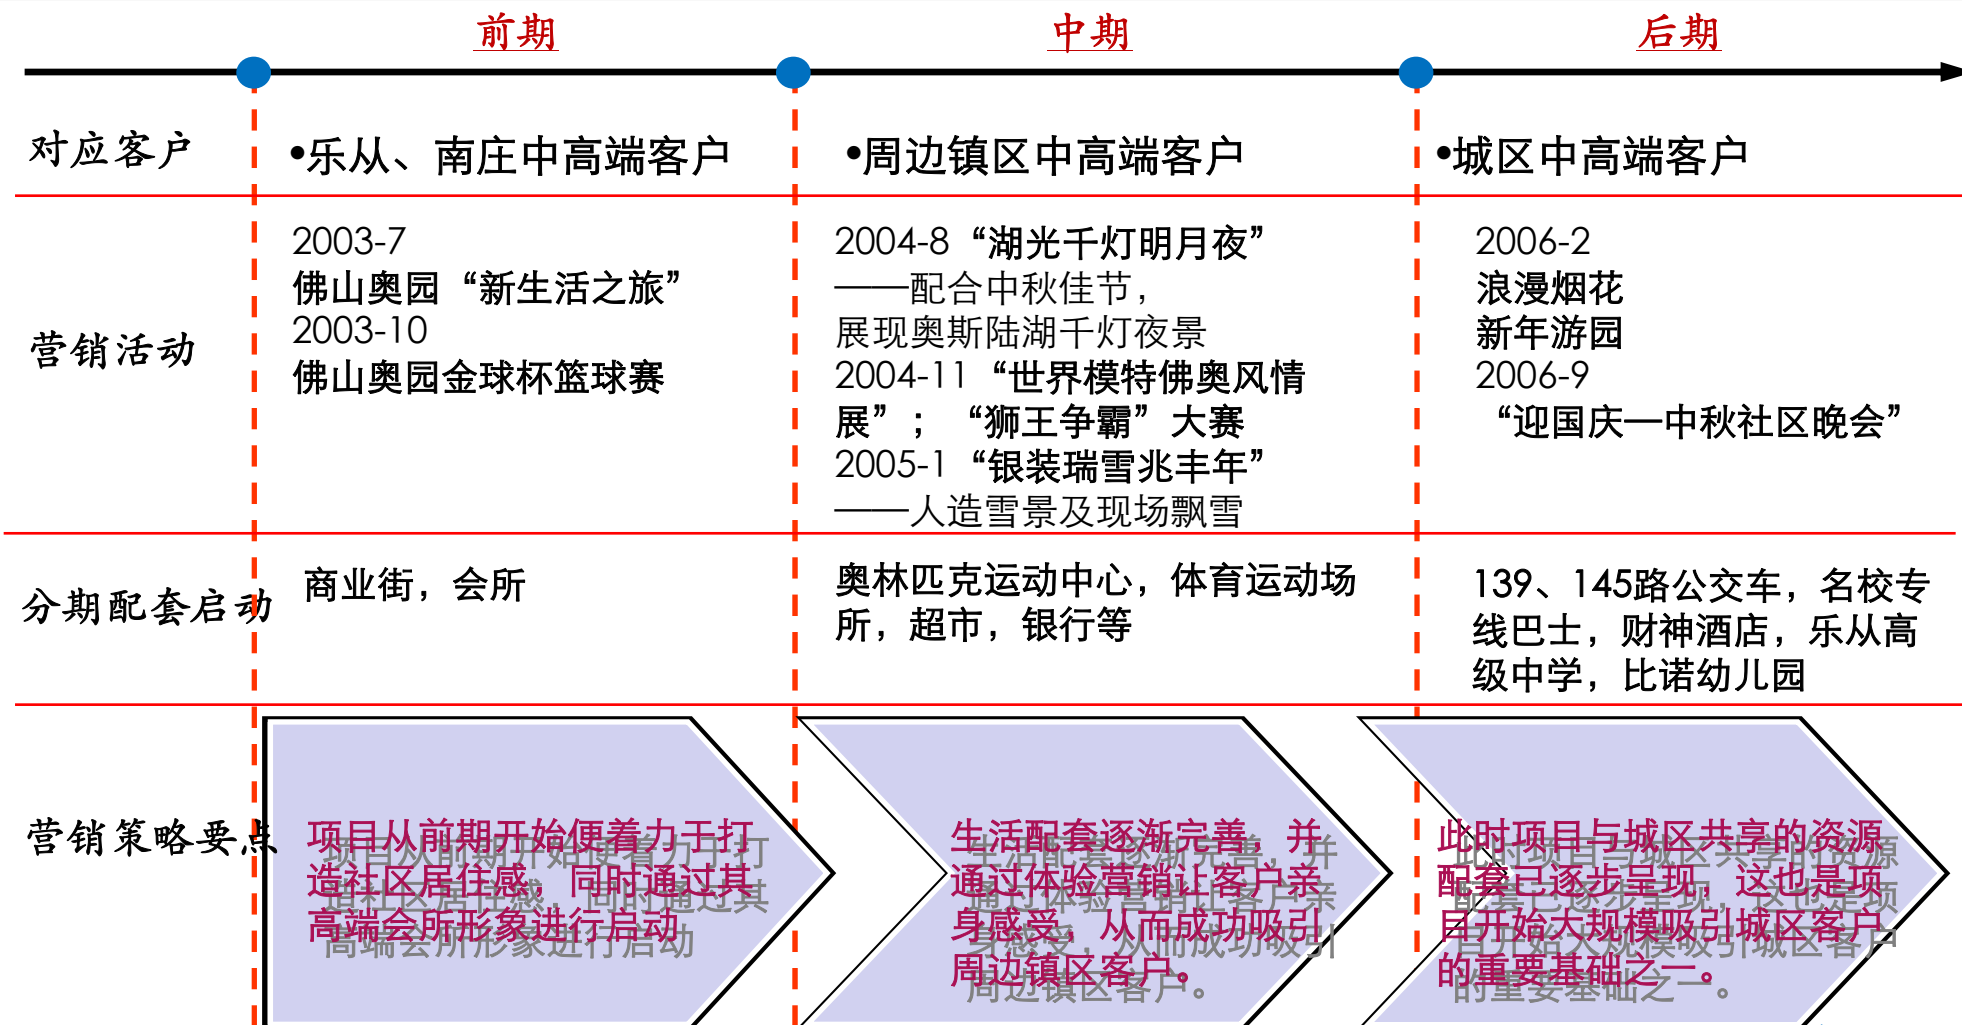 前期
中期
后期
对应客户
•乐从、南庄中高端客户
•周边镇区中高端客户
•城区中高端客户
营销活动
2003-7
佛山奥园“新生活之旅”
2003-10
佛山奥园金球杯篮球赛
2004-8“湖光千灯明月夜”
——配合中秋佳节，
展现奥斯陆湖千灯夜景
2004-11“世界模特佛奥风情
展”；“狮王争霸”大赛
2005-1“银装瑞雪兆丰年”
——人造雪景及现场飘雪
2006-2
浪漫烟花
新年游园
2006-9
“迎国庆—中秋社区晚会”
分期配套启动
商业街，会所
奥林匹克运动中心，体育运动场
所，超市，银行等
139、145路公交车，名校专
线巴士，财神酒店，乐从高
级中学，比诺幼儿园
营销策略要点
项目从前期开始便着力于打
造社区居住感，同时通过其
高端会所形象进行启动
生活配套逐渐完善，并
通过体验营销让客户亲
身感受，从而成功吸引
周边镇区客户。
此时项目与城区共享的资源
配套已逐步呈现，这也是项
目开始大规模吸引城区客户
的重要基础之一。